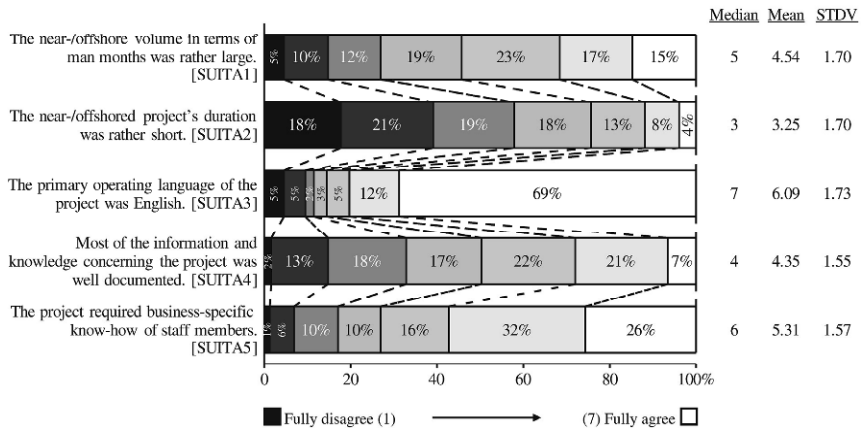 Median Mean STDV
The near-/offshore volume in terms of
man months was rather large.
[SUITA1]
5% 10% 12% 19% 23% 17% 15%
5 4.54 1.70
The near-/offshored project's duration
was rather short. [SUITA2]
18% 21% 19% 18% 13% 8% 4%
3 3.25 1.70
The primary operating language of the
project was English. [SUITA3]
5% 5% 2% 3% 5% 12% 69%
7 6.09 1.73
Most of the information and
knowledge concerning the project was
well documented. [SUITA4]
2% 13% 18% 17% 22% 21% 7%
4 4.35 1.55
The project required business-specific
know-how of staff members.
[SUITA5]
1% 6% 10% 10% 16% 32% 26%
6 5.31 1.57
0 20 40 60 80 100%
Fully disagree (1) (7) Fully agree